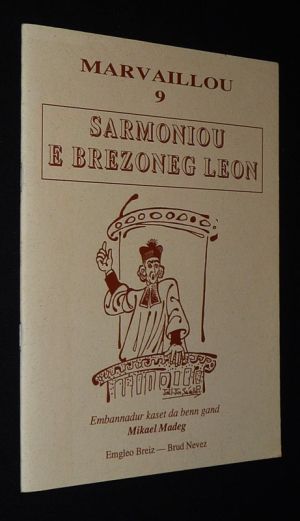 MARVAILLOU
9
SARMONIOU
E BREZONEG LEON
Embannadur kaset da benn gand
Mikael Madeg
Emgleo Breiz — Brud Nevez